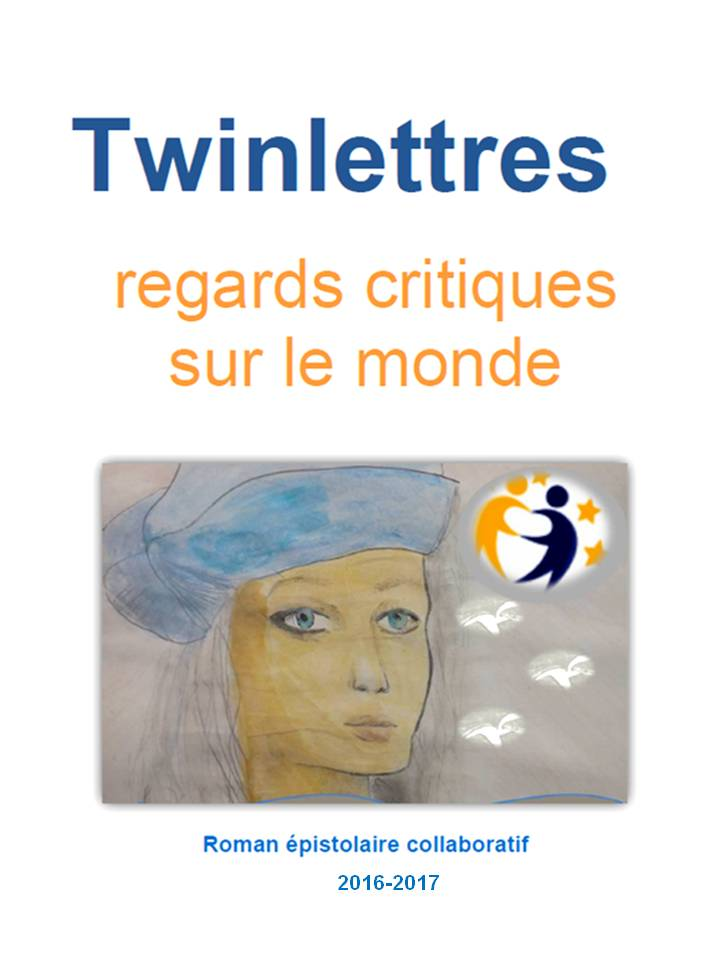 Twinlettres
regards critiques
sur le monde
Roman épistolaire collaboratif
2016-2017